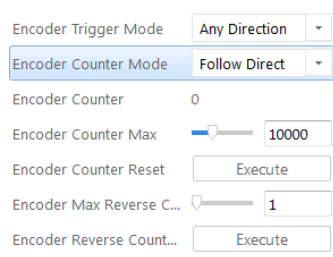 Encoder Trigger Mode Any Direction
Encoder Counter Mode Follow Direct
Encoder Counter 0
Encoder Counter Max 10000
Encoder Counter Reset Execute
Encoder Max Reverse C... 1
Encoder Reverse Count... Execute